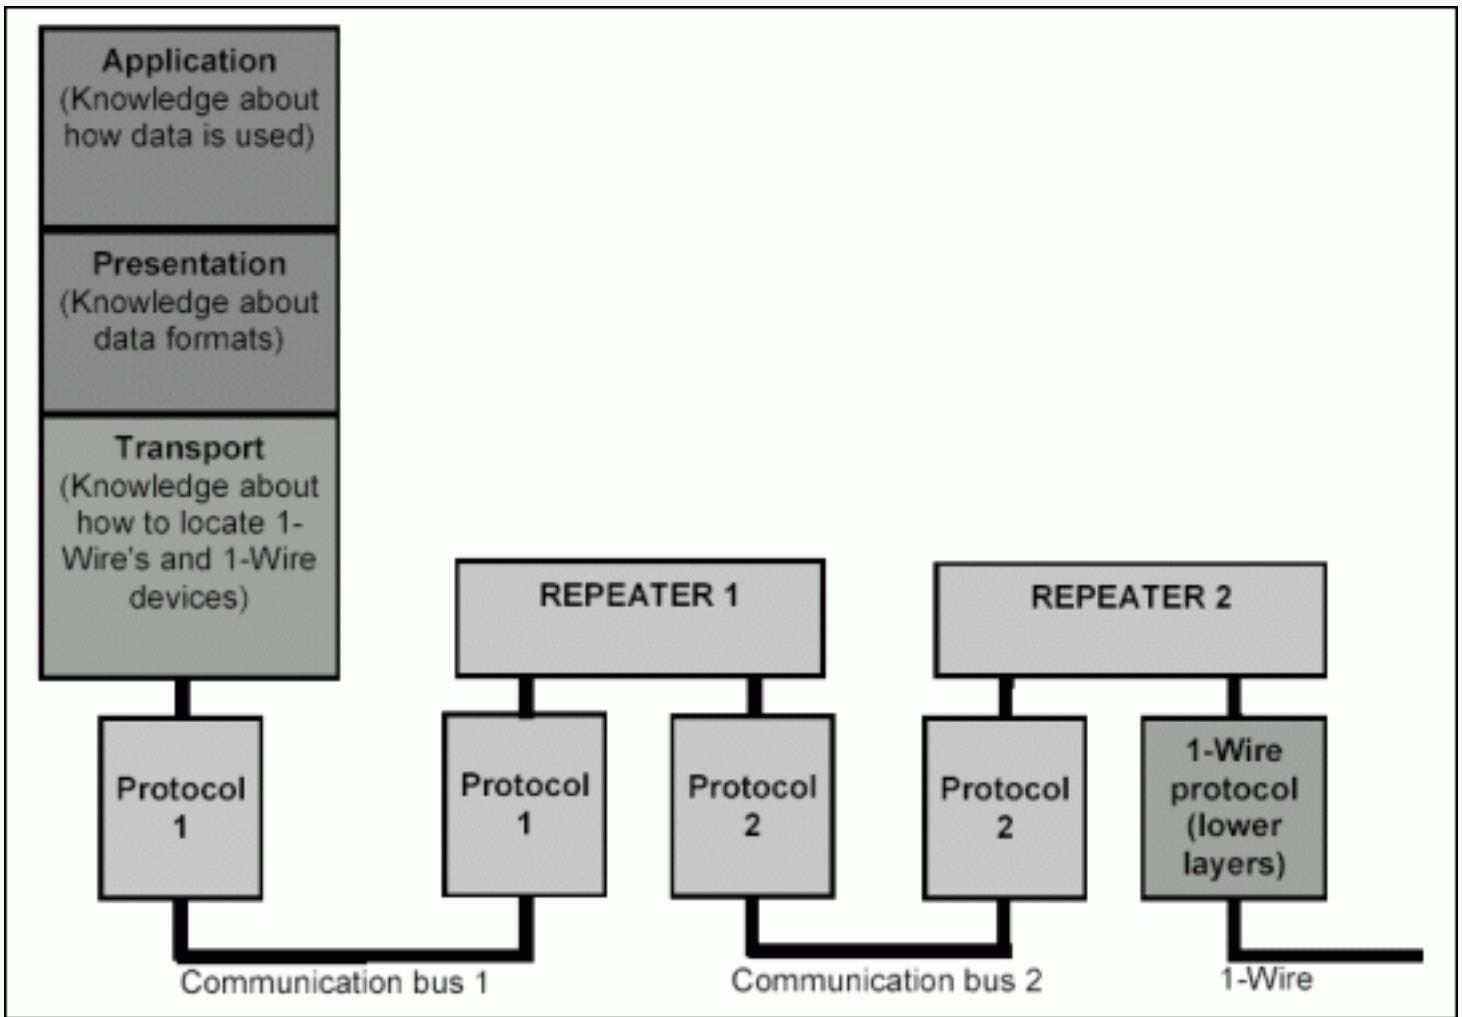 Application
(Knowledge about
how data is used)
Presentation
(Knowledge about
data formats)
Transport
(Knowledge about
how to locate 1-
Wire's and 1-Wire
devices)
REPEATER 1
REPEATER 2
Protocol
1
Protocol
1
Protocol
2
Protocol
2
1-Wire
protocol
(lower
layers)
Communication bus 1
Communication bus 2
1-Wire